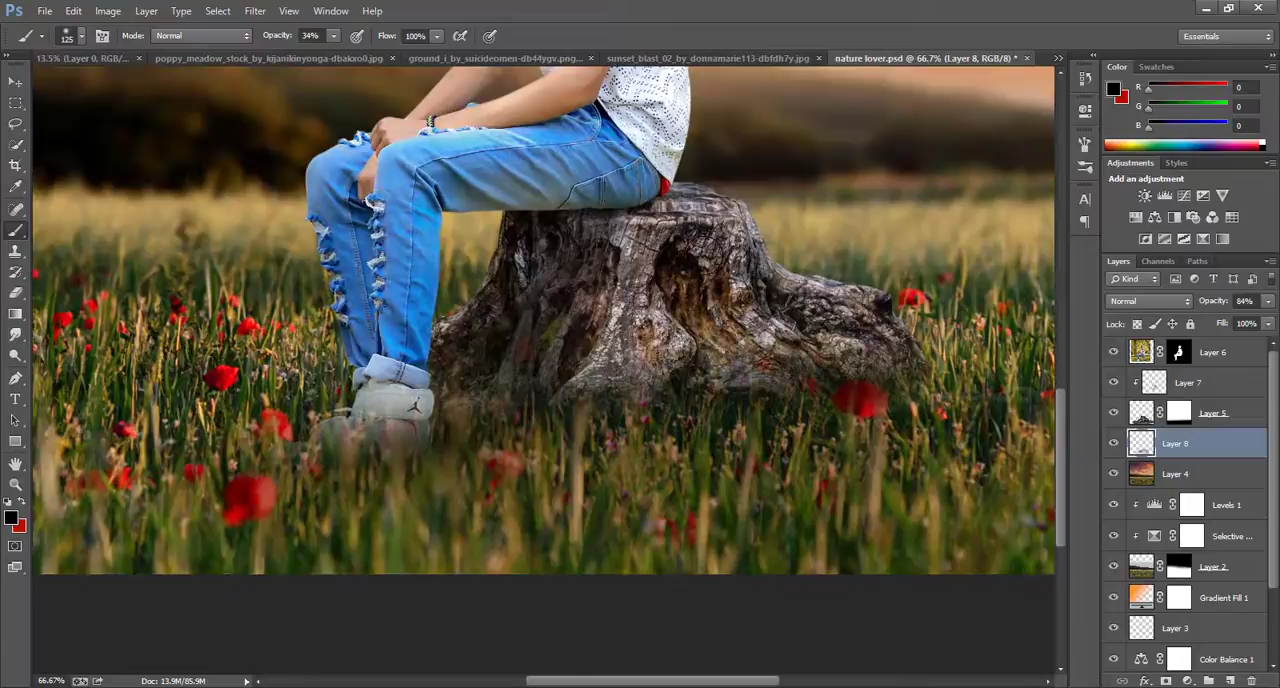 Ps File Edit Image Layer Type Select Filter View Window Help
125 Mode: Normal Opacity: 34% Flow: 100% Essentials
13.5% (Layer 0, RGB/... × poppy_meadow_stock_by_kijanikinyonga-dbakxo0.jpg × ground_i_by_suicideomen-db44ygv.png... × sunset_blast_02_by_donnamarie113-dbfdh7y.jpg × nature lover.psd @ 66.7% (Layer 8, RGB/8) * ×
Color Swatches
R 0
G 0
B 0
Adjustments Styles
Add an adjustment
Layers Channels Paths
Kind
Normal Opacity: 84%
Lock: Fill: 100%
Layer 6
Layer 7
Layer 5
Layer 8
Layer 4
Levels 1
Selective ...
Layer 2
Gradient Fill 1
Layer 3
Color Balance 1
66.67% Doc: 13.9M/85.9M